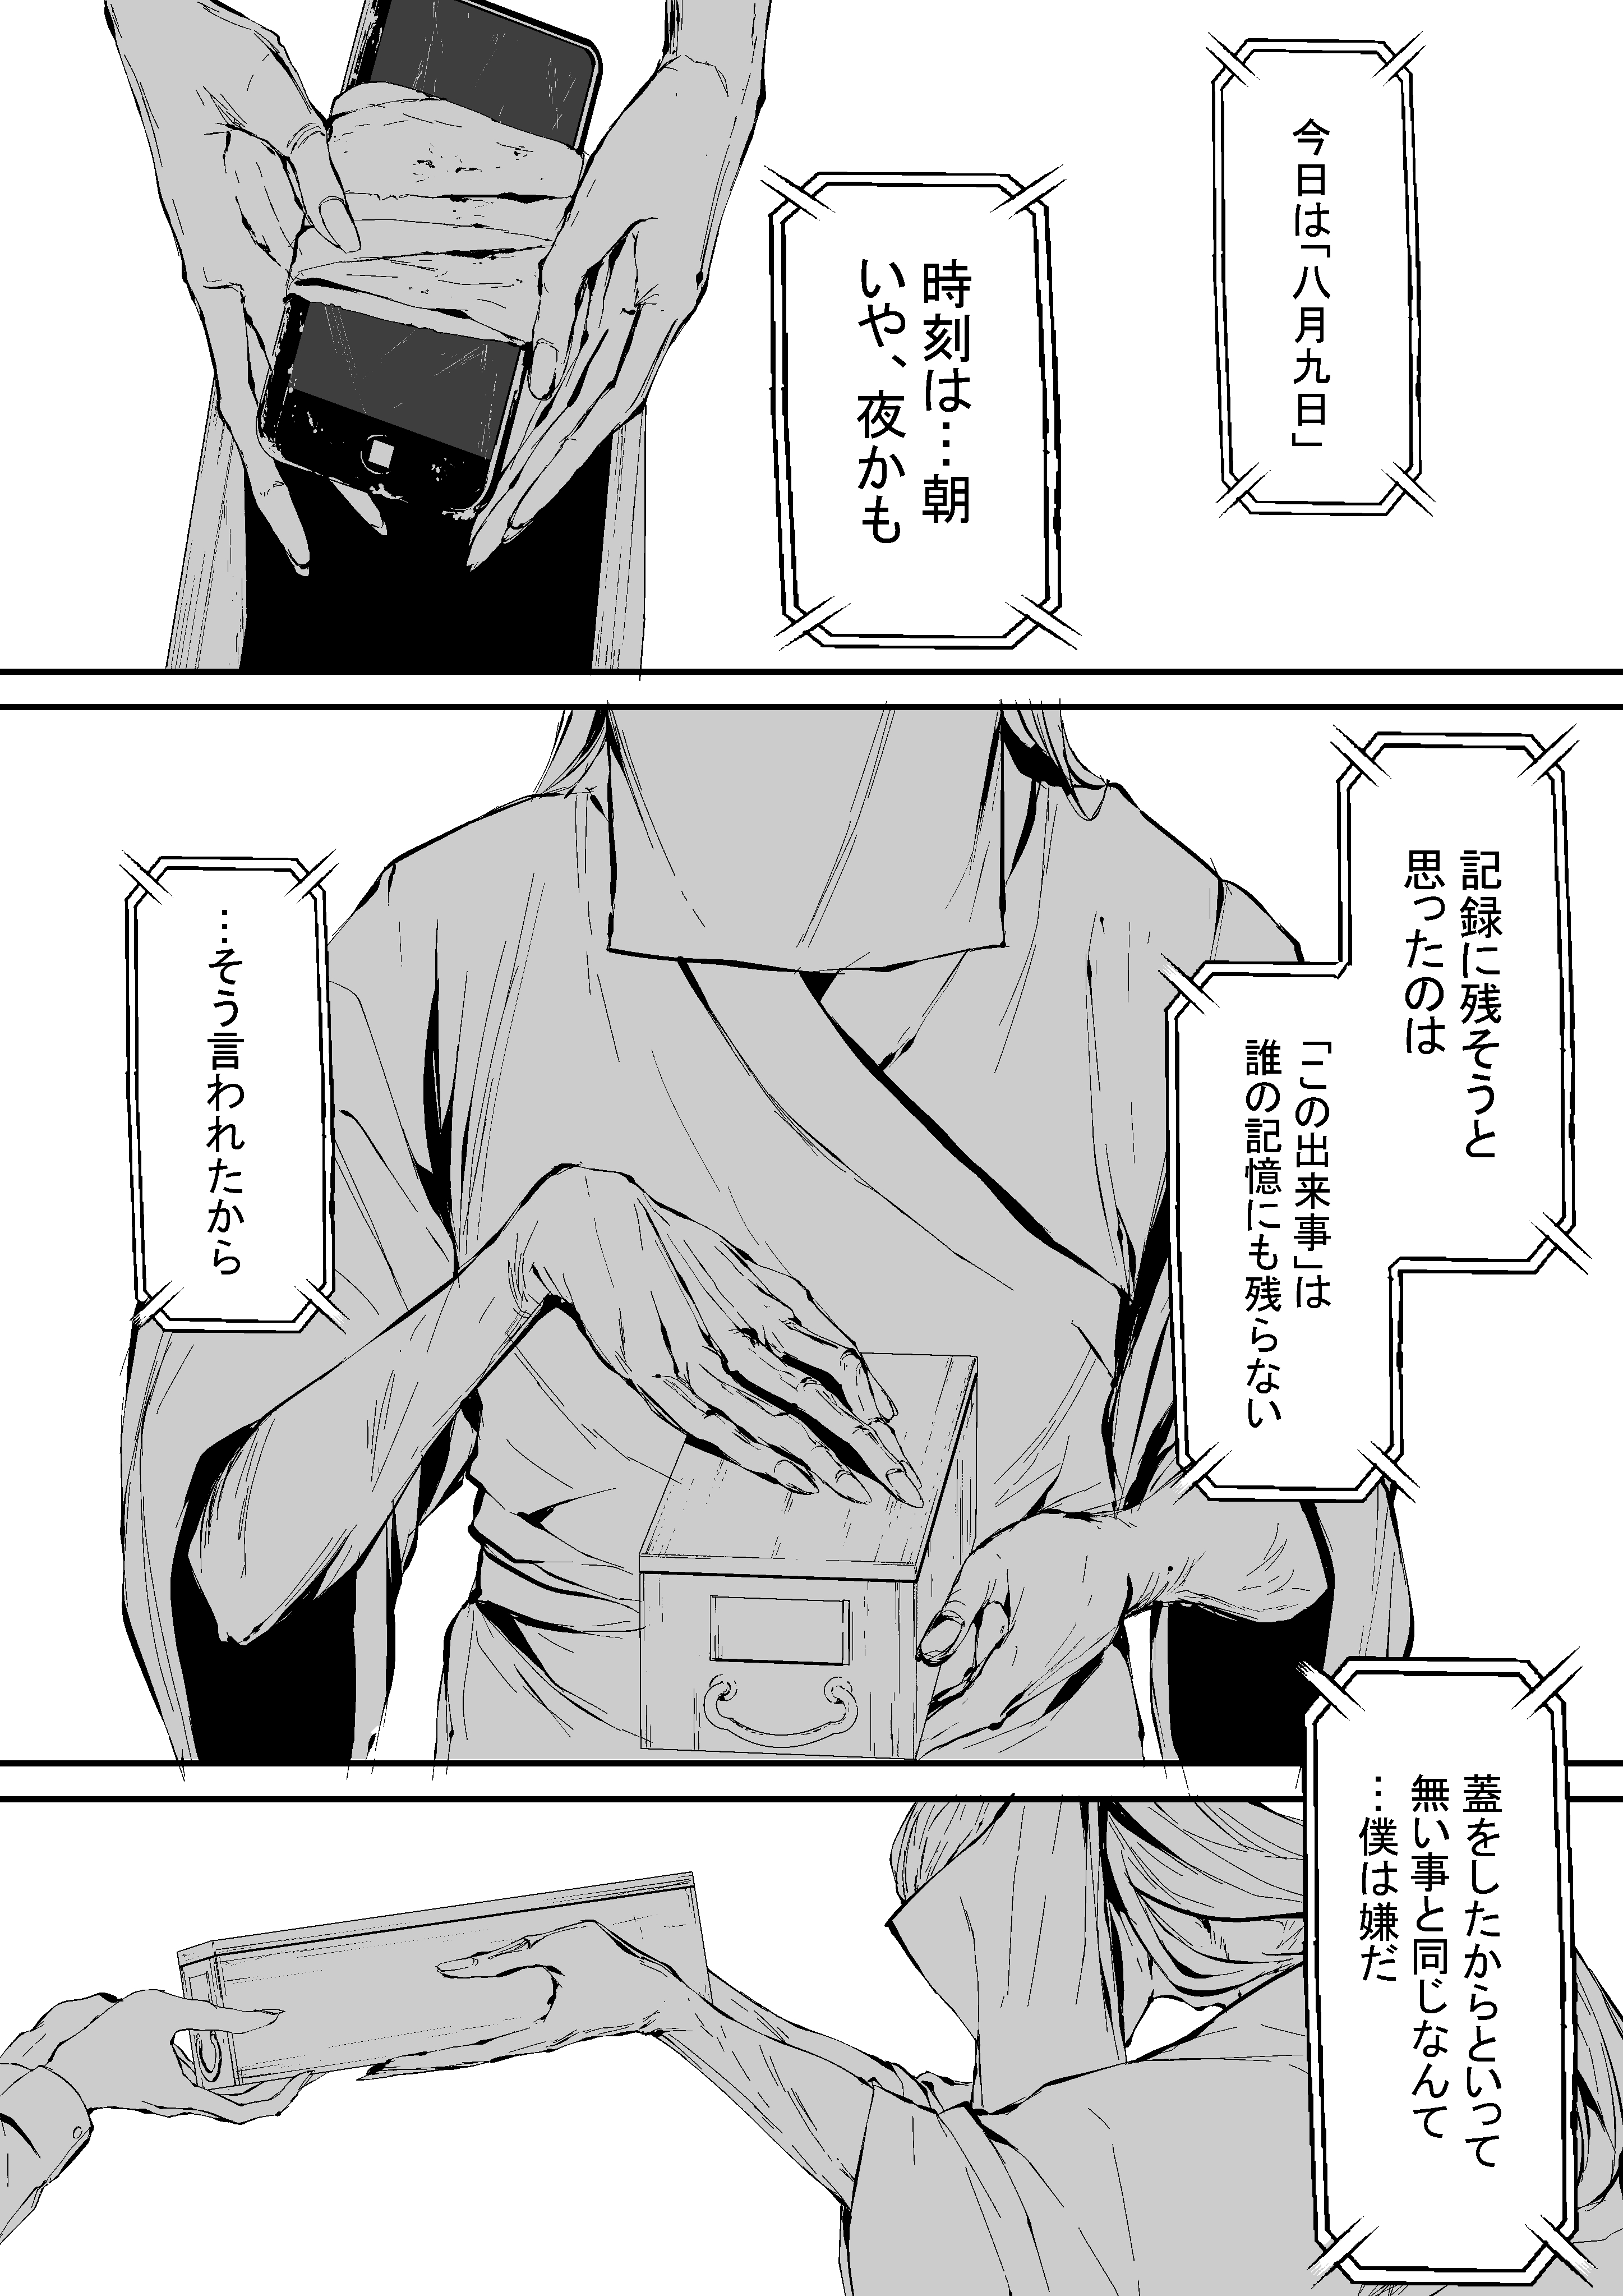 今日は「八月九日」
時刻は…朝
いや、夜かも
記録に残そうと
思ったのは
「この出来事」は
誰の記憶にも残らない
…そう言われたから
蓋をしたからといって
無い事と同じなんて
…僕は嫌だ